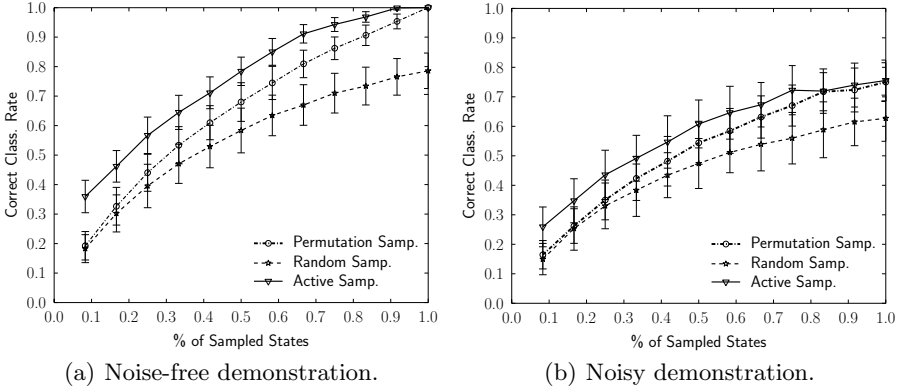 Correct Class. Rate
1.0
0.9
0.8
0.7
0.6
0.5
0.4
0.3
0.2
0.1
0.0
Permutation Samp.
Random Samp.
Active Samp.
0.0 0.1 0.2 0.3 0.4 0.5 0.6 0.7 0.8 0.9 1.0
% of Sampled States
(a) Noise-free demonstration.
Correct Class. Rate
1.0
0.9
0.8
0.7
0.6
0.5
0.4
0.3
0.2
0.1
0.0
Permutation Samp.
Random Samp.
Active Samp.
0.0 0.1 0.2 0.3 0.4 0.5 0.6 0.7 0.8 0.9 1.0
% of Sampled States
(b) Noisy demonstration.